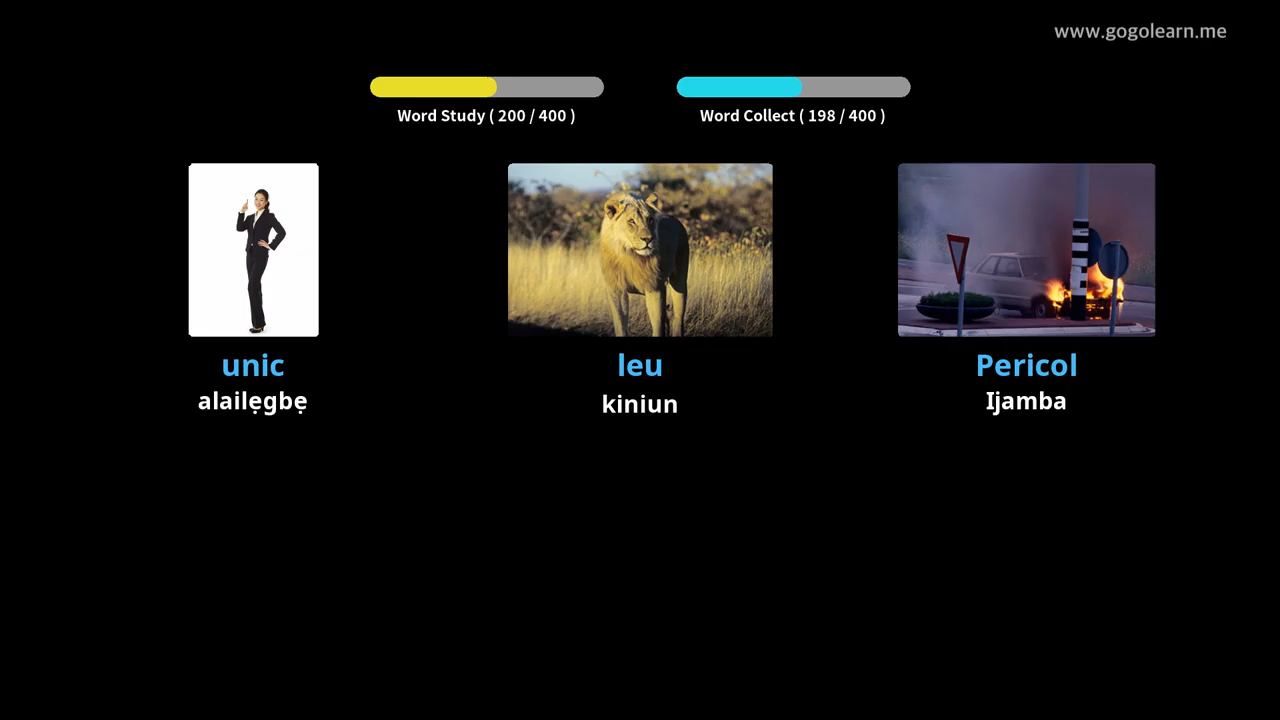 www.gogolearn.me
Word Study ( 200 / 400 )
Word Collect ( 198 / 400 )
unic
alailẹgbẹ
leu
kiniun
Pericol
Ijamba